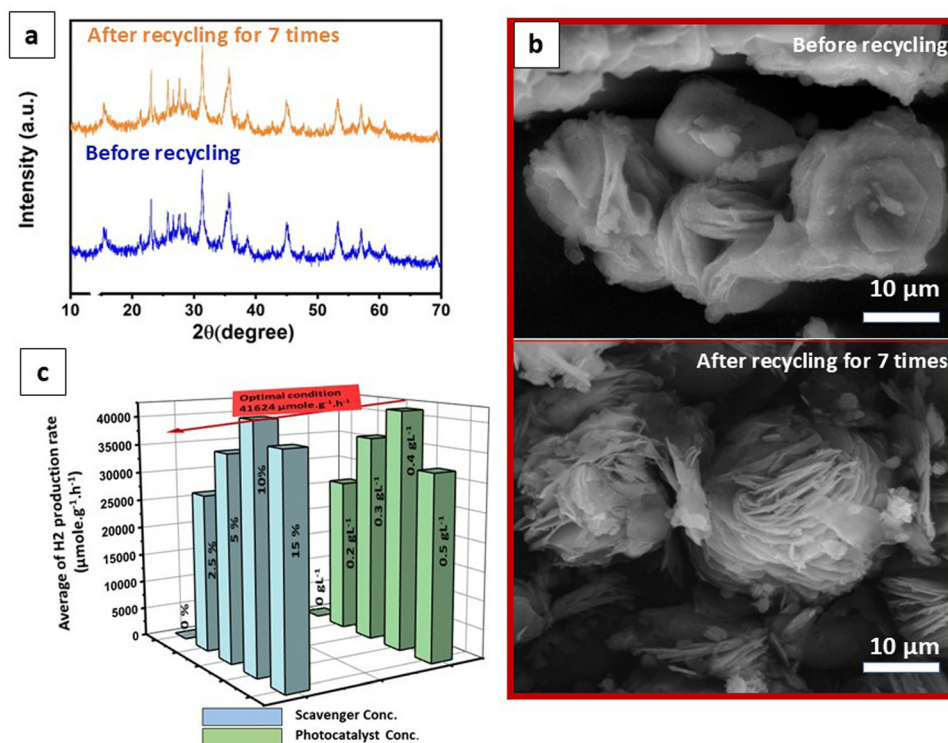 a
After recycling for 7 times
Before recycling
Intensity (a.u.)
10 20 30 40 50 60 70
2θ(degree)
b
Before recycling
10 µm
After recycling for 7 times
10 µm
c
Optimal condition
41624 µmole.g⁻¹.h⁻¹
Average of H2 production rate
(µmole.g⁻¹.h⁻¹)
40000
35000
30000
25000
20000
15000
10000
5000
0
0 %
2.5 %
5 %
10%
15 %
0 gL⁻¹
0.2 gL⁻¹
0.3 gL⁻¹
0.4 gL⁻¹
0.5 gL⁻¹
Scavenger Conc.
Photocatalyst Conc.